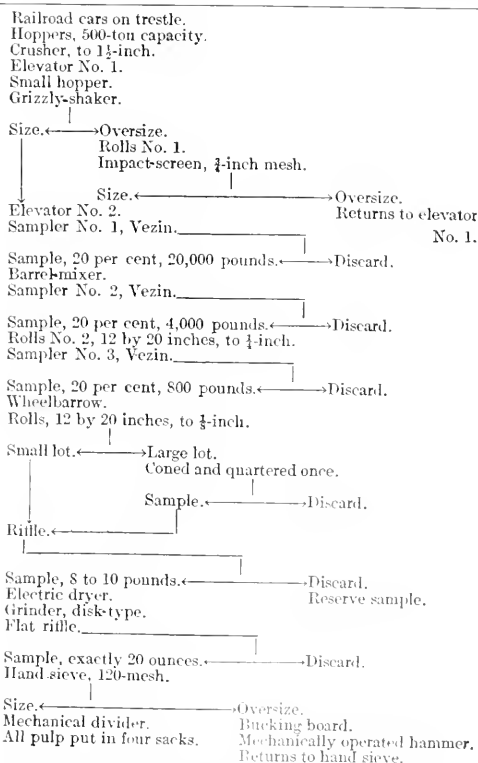 Railroad cars on trestle.
Hoppers, 500-ton capacity.
Crusher, to 1½-inch.
Elevator No. 1.
Small hopper.
Grizzly-shaker.
Size. Oversize.
Rolls No. 1.
Impact-screen, ¾-inch mesh.
Size. Oversize.
Elevator No. 2. Returns to elevator
Sampler No. 1, Vezin. No. 1.
Sample, 20 per cent, 20,000 pounds. Discard.
Barrel-mixer.
Sampler No. 2, Vezin.
Sample, 20 per cent, 4,000 pounds. Discard.
Rolls No. 2, 12 by 20 inches, to ¼-inch.
Sampler No. 3, Vezin.
Sample, 20 per cent, 800 pounds. Discard.
Wheelbarrow.
Rolls, 12 by 20 inches, to ⅛-inch.
Small lot. Large lot.
Coned and quartered once.
Sample. Discard.
Riffle.
Sample, 8 to 10 pounds. Discard.
Electric dryer. Reserve sample.
Grinder, disk-type.
Flat riffle.
Sample, exactly 20 ounces. Discard.
Hand sieve, 120-mesh.
Size. Oversize.
Mechanical divider. Bucking board.
All pulp put in four sacks. Mechanically operated hammer.
Returns to hand sieve.